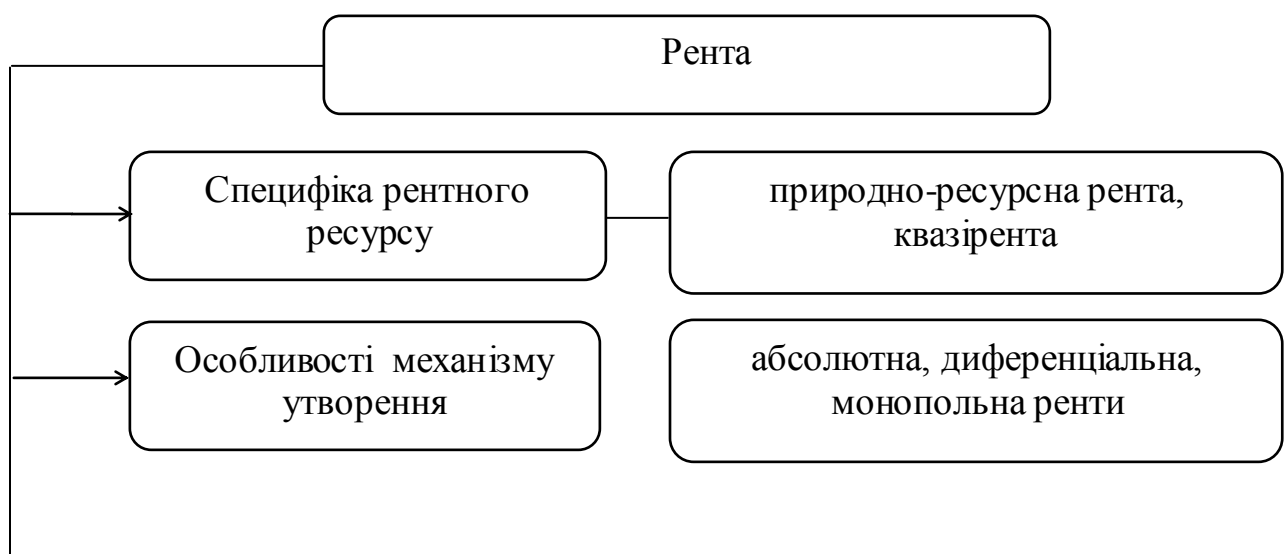 Рента
Специфіка рентного
ресурсу
природно-ресурсна рента,
квазірента
Особливості механізму
утворення
абсолютна, диференціальна,
монопольна ренти